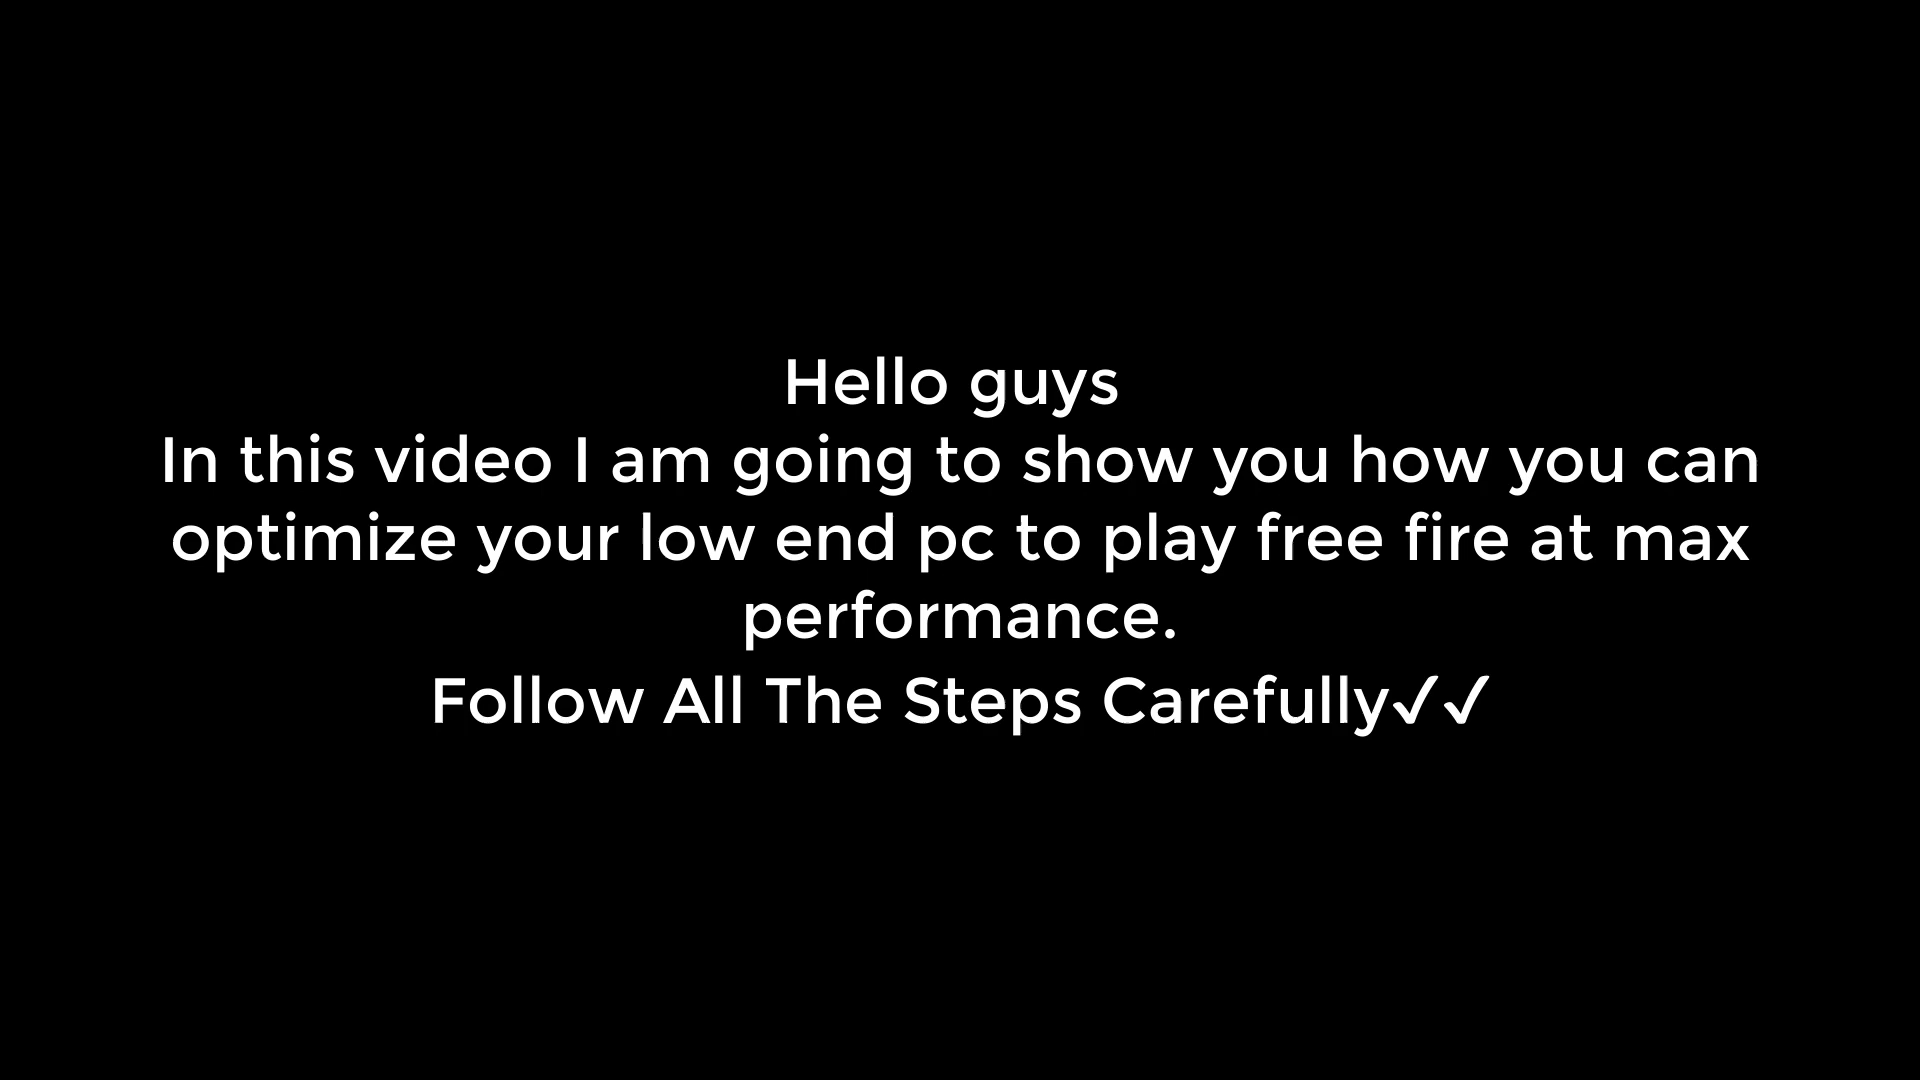 Hello guys
In this video I am going to show you how you can
optimize your low end pc to play free fire at max
performance.
Follow All The Steps Carefully✓✓